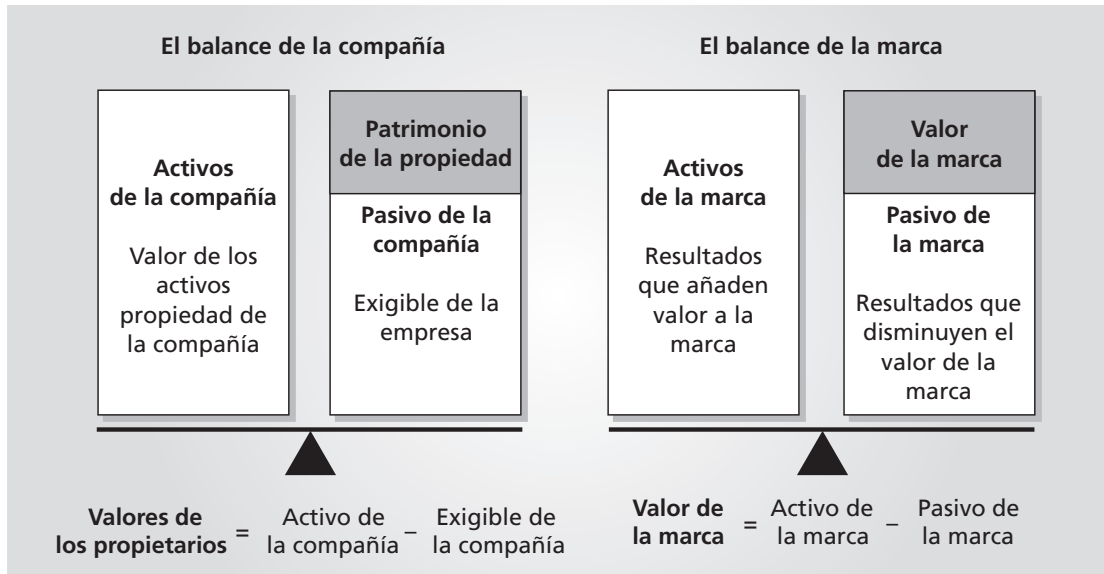 El balance de la compañía
Activos
de la compañía
Valor de los
activos
propiedad de
la compañía
Patrimonio
de la propiedad
Pasivo de la
compañía
Exigible de la
empresa
Valores de
los propietarios
=
Activo de
la compañía
–
Exigible de
la compañía
El balance de la marca
Activos
de la marca
Resultados
que añaden
valor a la
marca
Valor
de la marca
Pasivo de
la marca
Resultados que
disminuyen el
valor de la
marca
Valor de
la marca
=
Activo de
la marca
–
Pasivo de
la marca